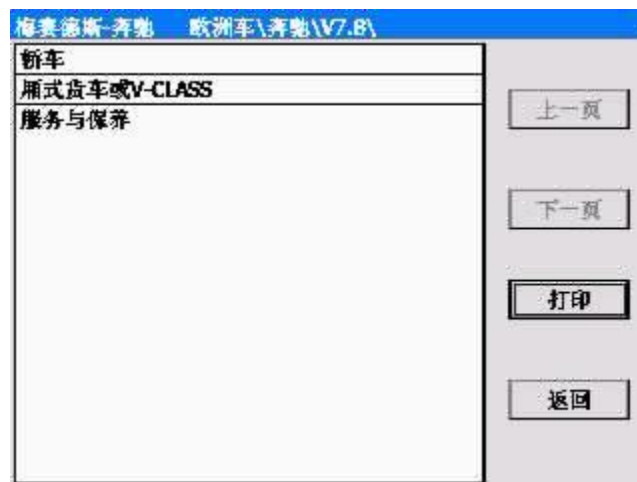 梅赛德斯-奔驰 欧洲车\奔驰\V7.8\
轿车
厢式货车或V-CLASS
服务与保养
上一页
下一页
打印
返回